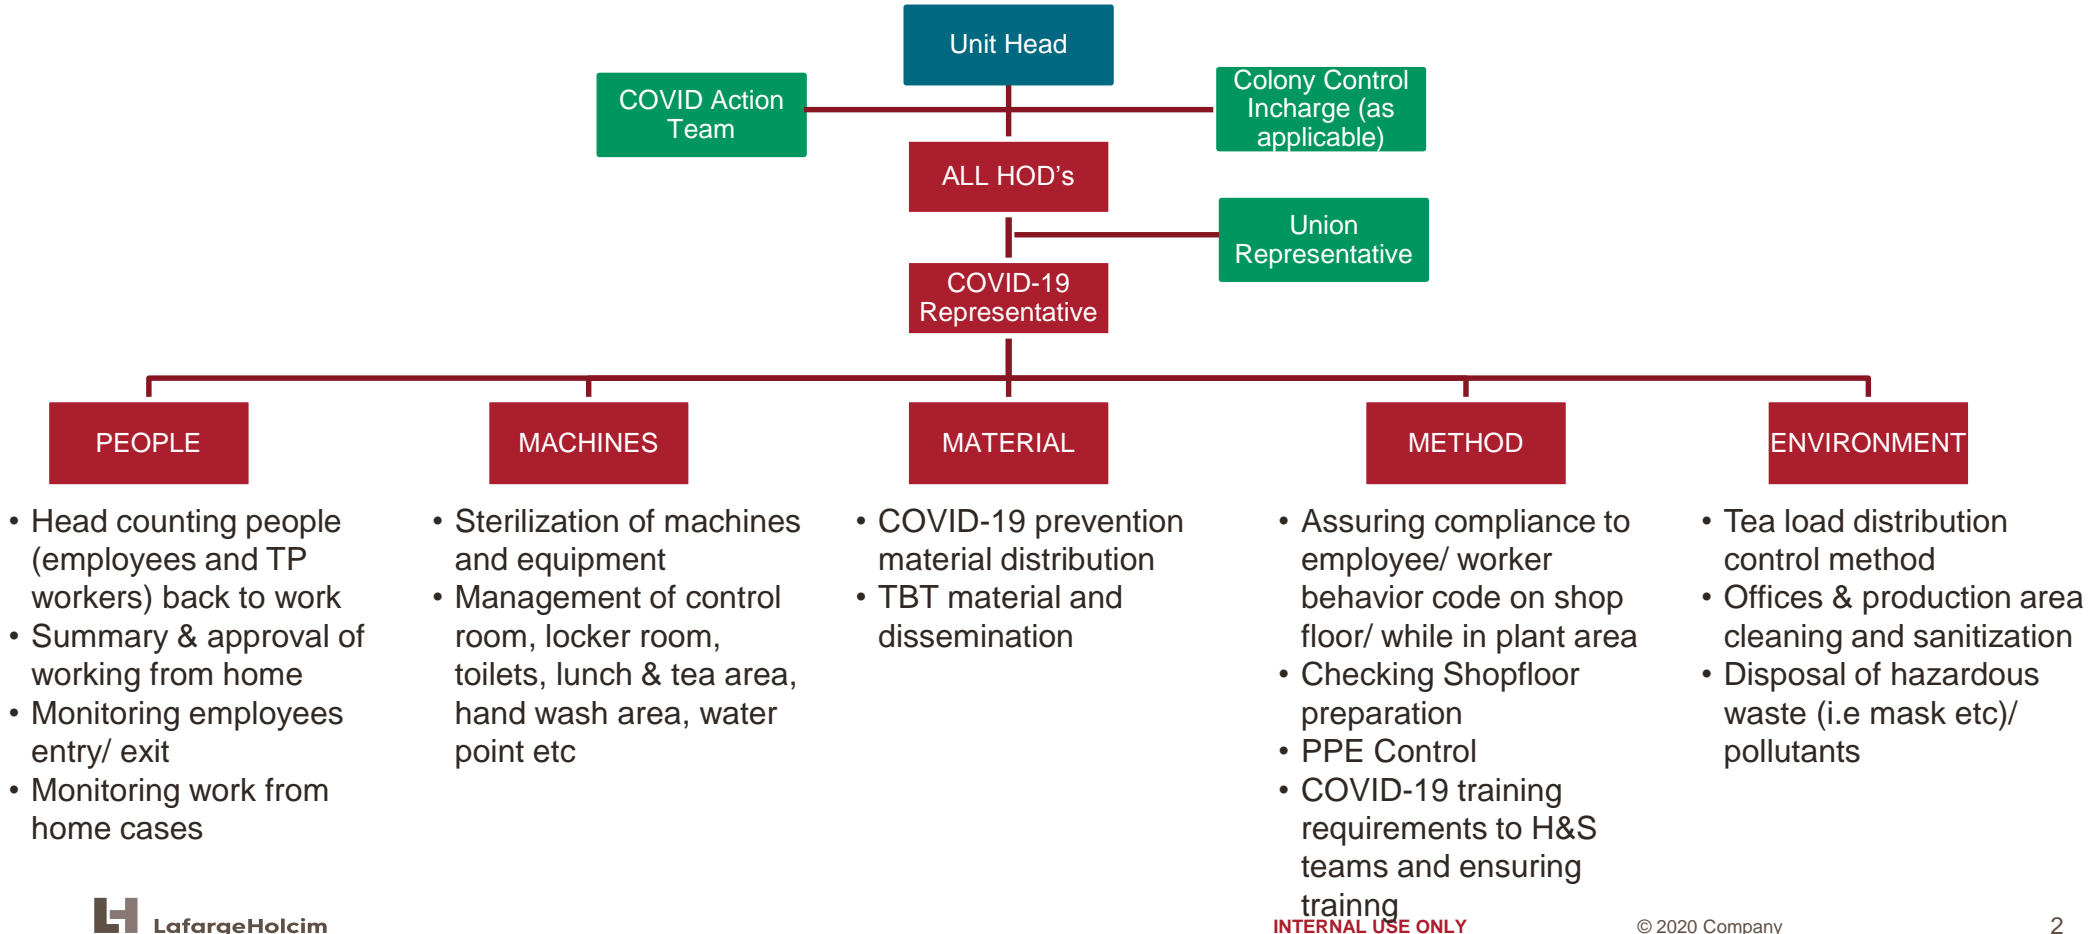 Unit Head
COVID Action
Team
Colony Control
Incharge (as
applicable)
ALL HOD's
Union
Representative
COVID-19
Representative
PEOPLE
• Head counting people
(employees and TP
workers) back to work
• Summary & approval of
working from home
• Monitoring employees
entry/ exit
• Monitoring work from
home cases
MACHINES
• Sterilization of machines
and equipment
• Management of control
room, locker room,
toilets, lunch & tea area,
hand wash area, water
point etc
MATERIAL
• COVID-19 prevention
material distribution
• TBT material and
dissemination
METHOD
• Assuring compliance to
employee/ worker
behavior code on shop
floor/ while in plant area
• Checking Shopfloor
preparation
• PPE Control
• COVID-19 training
requirements to H&S
teams and ensuring
trainng
ENVIRONMENT
• Tea load distribution
control method
• Offices & production area
cleaning and sanitization
• Disposal of hazardous
waste (i.e mask etc)/
pollutants
LafargeHolcim
INTERNAL USE ONLY
© 2020 Company
2